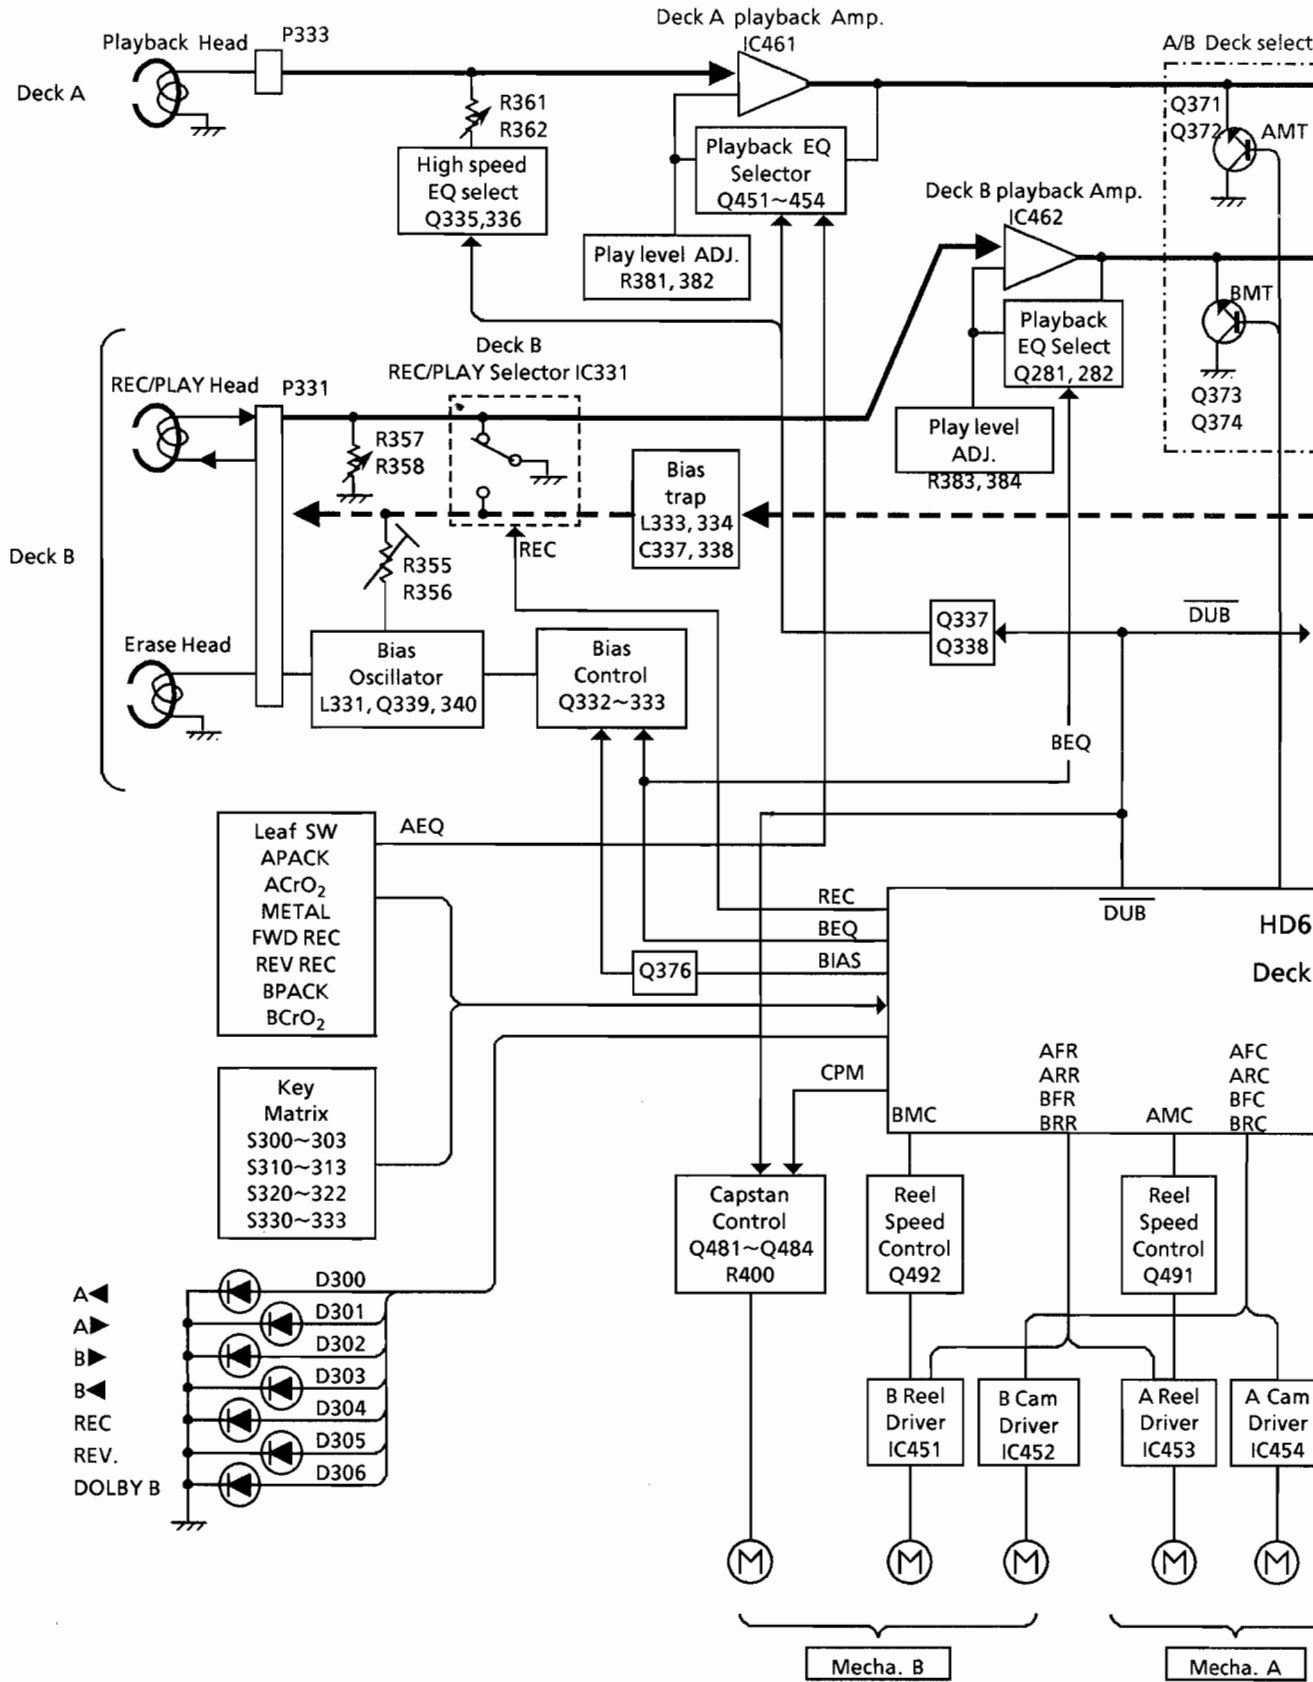 Deck A playback Amp.
IC461
Playback Head
P333
A/B Deck select
Deck A
R361
R362
Q371
Q372
AMT
Playback EQ
Selector
Q451~454
High speed
EQ select
Q335,336
Deck B playback Amp.
IC462
Play level ADJ.
R381, 382
BMT
Playback
EQ Select
Q281, 282
Deck B
REC/PLAY Selector IC331
REC/PLAY Head
P331
Q373
Q374
R357
R358
Play level
ADJ.
R383, 384
Bias
trap
L333, 334
C337, 338
Deck B
REC
R355
R356
Q337
Q338
DUB
Erase Head
Bias
Oscillator
L331, Q339, 340
Bias
Control
Q332~333
BEQ
Leaf SW
APACK
ACrO2
METAL
FWD REC
REV REC
BPACK
BCrO2
AEQ
REC
BEQ
BIAS
Q376
DUB
HD6
Deck
Key
Matrix
S300~303
S310~313
S320~322
S330~333
CPM
BMC
AFR
ARR
BFR
BRR
AMC
AFC
ARC
BFC
BRC
Capstan
Control
Q481~Q484
R400
Reel
Speed
Control
Q492
Reel
Speed
Control
Q491
A◀ D300
A▶ D301
B▶ D302
B◀ D303
REC D304
REV. D305
DOLBY B D306
B Reel
Driver
IC451
B Cam
Driver
IC452
A Reel
Driver
IC453
A Cam
Driver
IC454
M M M M M
Mecha. B
Mecha. A